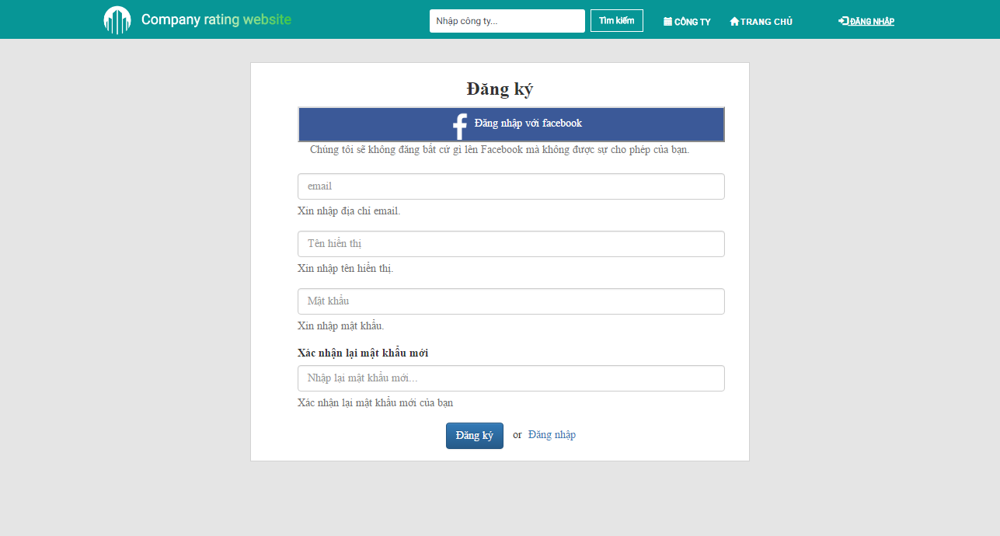 Company rating website
Nhập công ty...
Tìm kiếm
CÔNG TY
TRANG CHỦ
ĐĂNG NHẬP
Đăng ký
Đăng nhập với facebook
Chúng tôi sẽ không đăng bất cứ gì lên Facebook mà không được sự cho phép của bạn.
email
Xin nhập địa chỉ email.
Tên hiển thị
Xin nhập tên hiển thị.
Mật khẩu
Xin nhập mật khẩu.
Xác nhận lại mật khẩu mới
Nhập lại mật khẩu mới...
Xác nhận lại mật khẩu mới của bạn
Đăng ký or Đăng nhập